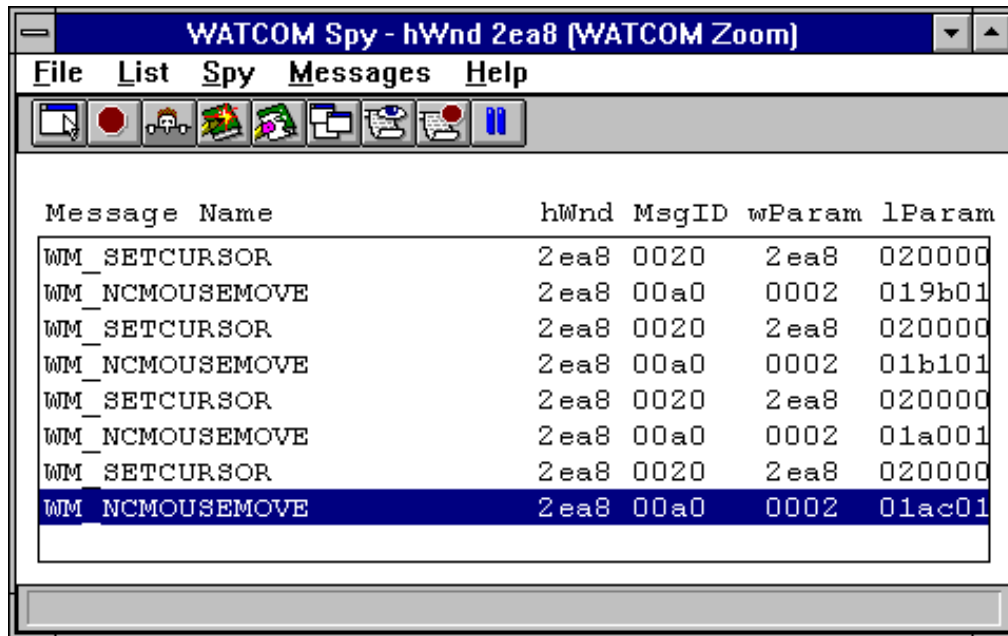 WATCOM Spy - hWnd 2ea8 (WATCOM Zoom)
File List Spy Messages Help
Message Name hWnd MsgID wParam lParam
WM_SETCURSOR 2ea8 0020 2ea8 020000
WM_NCMOUSEMOVE 2ea8 00a0 0002 019b01
WM_SETCURSOR 2ea8 0020 2ea8 020000
WM_NCMOUSEMOVE 2ea8 00a0 0002 01b101
WM_SETCURSOR 2ea8 0020 2ea8 020000
WM_NCMOUSEMOVE 2ea8 00a0 0002 01a001
WM_SETCURSOR 2ea8 0020 2ea8 020000
WM_NCMOUSEMOVE 2ea8 00a0 0002 01ac01